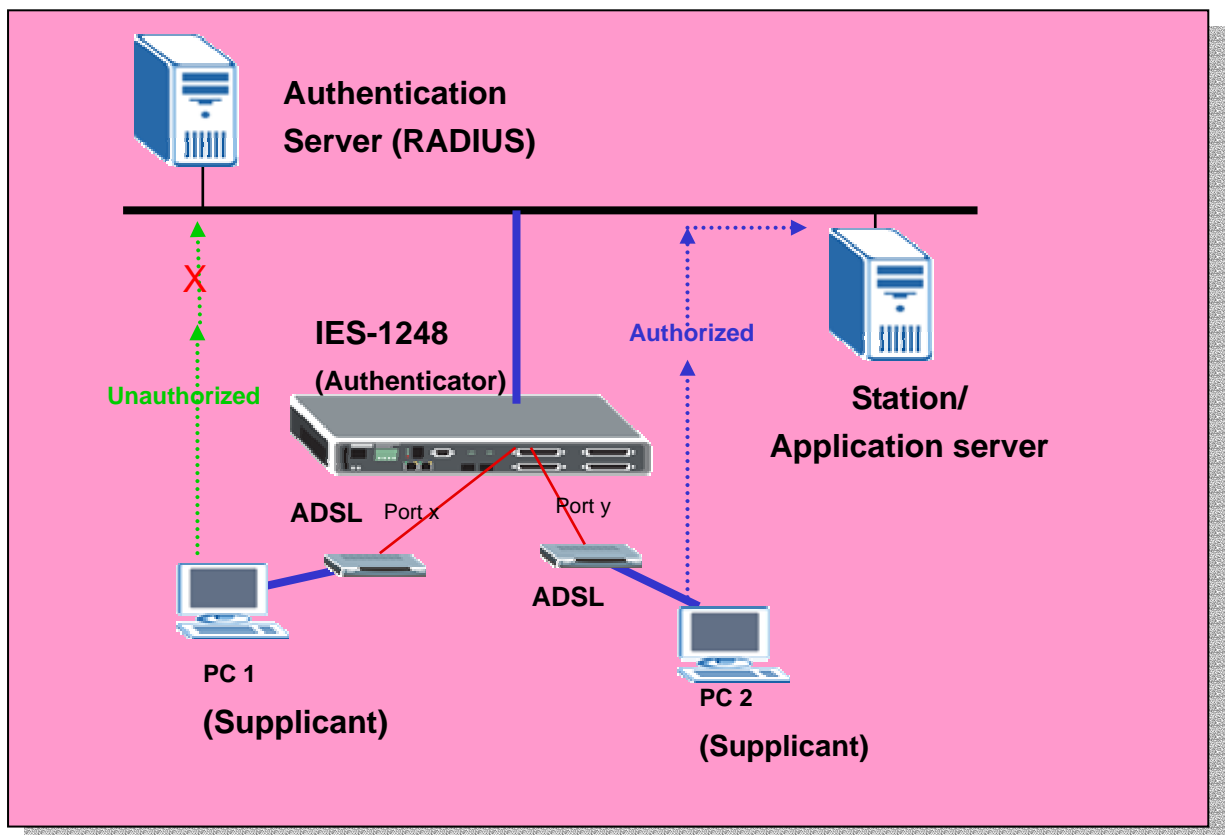 Authentication
Server (RADIUS)
X
IES-1248
(Authenticator)
Authorized
Unauthorized
Station/
Application server
ADSL
Port x
Port y
ADSL
PC 1
(Supplicant)
PC 2
(Supplicant)